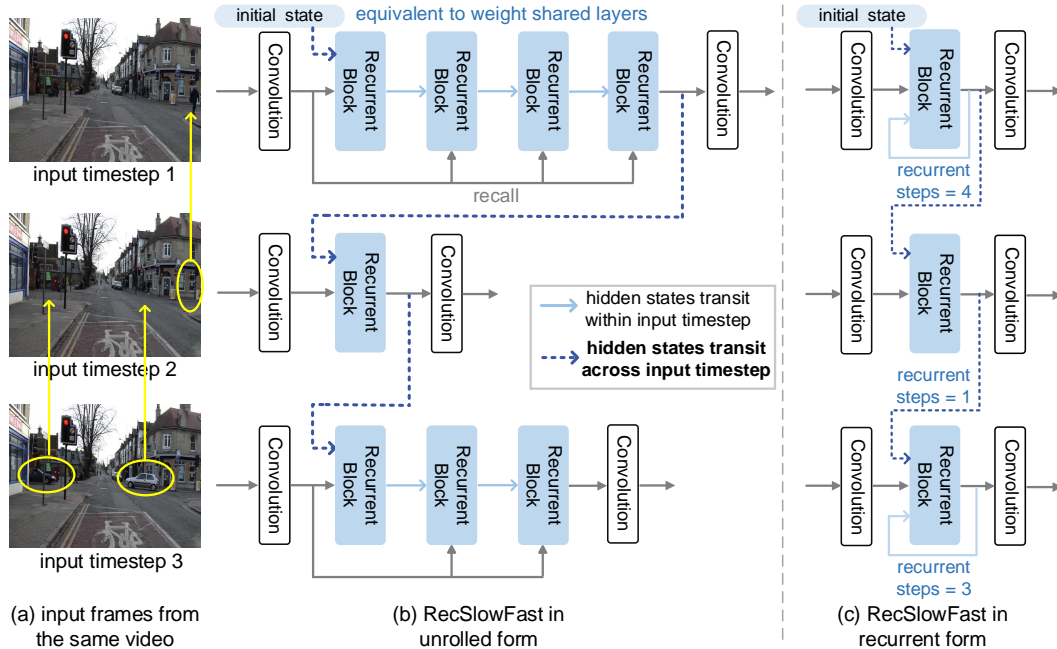 initial state
equivalent to weight shared layers
initial state
Convolution
Recurrent
Block
Recurrent
Block
Recurrent
Block
Recurrent
Block
Convolution
Convolution
Recurrent
Block
Convolution
input timestep 1
recall
recurrent
steps = 4
Convolution
Recurrent
Block
Convolution
Convolution
Recurrent
Block
Convolution
hidden states transit
within input timestep
hidden states transit
across input timestep
input timestep 2
recurrent
steps = 1
Convolution
Recurrent
Block
Recurrent
Block
Recurrent
Block
Convolution
Convolution
Recurrent
Block
Convolution
input timestep 3
recurrent
steps = 3
(a) input frames from
the same video
(b) RecSlowFast in
unrolled form
(c) RecSlowFast in
recurrent form